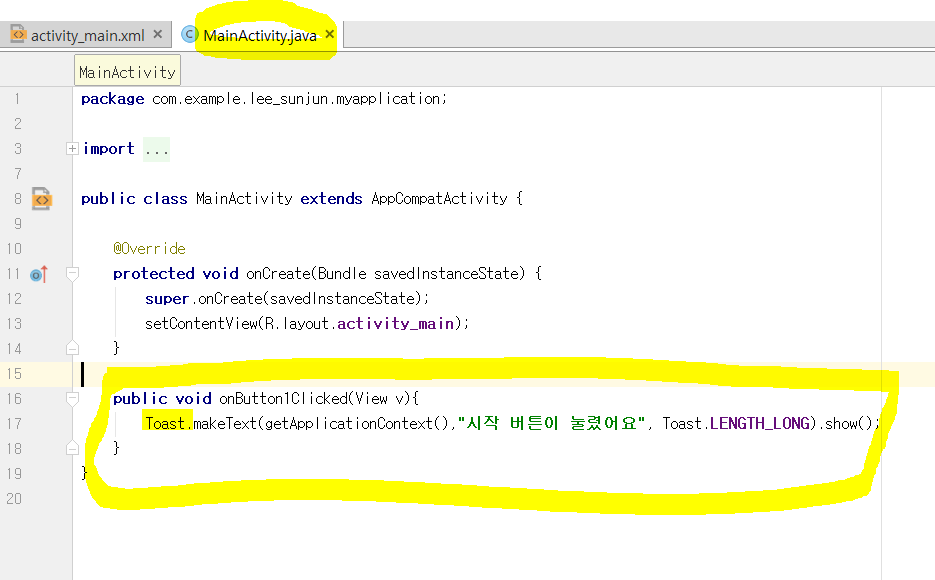 activity_main.xml MainActivity.java
MainActivity
1 package com.example.lee_sunjun.myapplication;
2
3 import ...
7
8 public class MainActivity extends AppCompatActivity {
9
10 @Override
11 protected void onCreate(Bundle savedInstanceState) {
12 super.onCreate(savedInstanceState);
13 setContentView(R.layout.activity_main);
14 }
15
16 public void onButton1Clicked(View v){
17 Toast.makeText(getApplicationContext(),"시작 버튼이 눌렸어요", Toast.LENGTH_LONG).show();
18 }
19 }
20